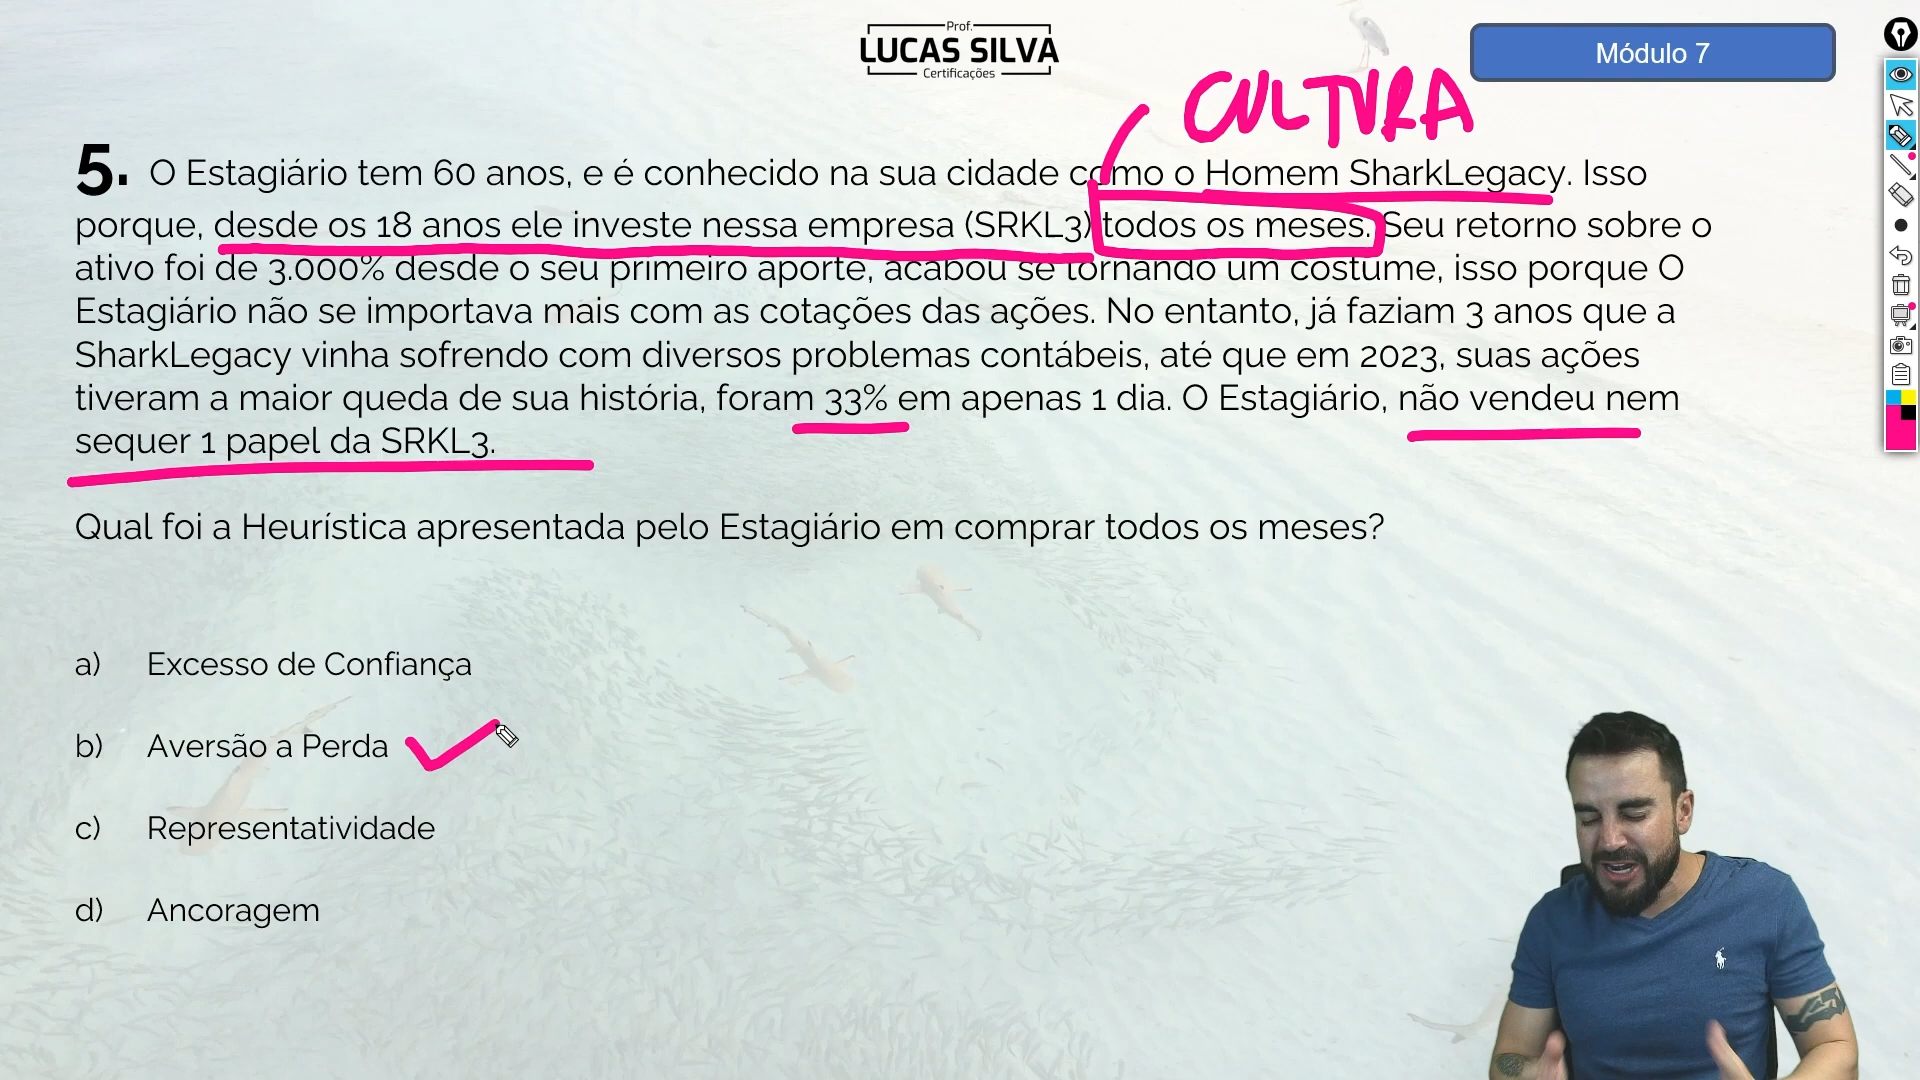 Prof.
LUCAS SILVA
Certificações
Módulo 7
CULTURA
5. O Estagiário tem 60 anos, e é conhecido na sua cidade como o Homem SharkLegacy. Isso
porque, desde os 18 anos ele investe nessa empresa (SRKL3) todos os meses. Seu retorno sobre o
ativo foi de 3.000% desde o seu primeiro aporte, acabou se tornando um costume, isso porque O
Estagiário não se importava mais com as cotações das ações. No entanto, já faziam 3 anos que a
SharkLegacy vinha sofrendo com diversos problemas contábeis, até que em 2023, suas ações
tiveram a maior queda de sua história, foram 33% em apenas 1 dia. O Estagiário, não vendeu nem
sequer 1 papel da SRKL3.
Qual foi a Heurística apresentada pelo Estagiário em comprar todos os meses?
a) Excesso de Confiança
b) Aversão a Perda
c) Representatividade
d) Ancoragem